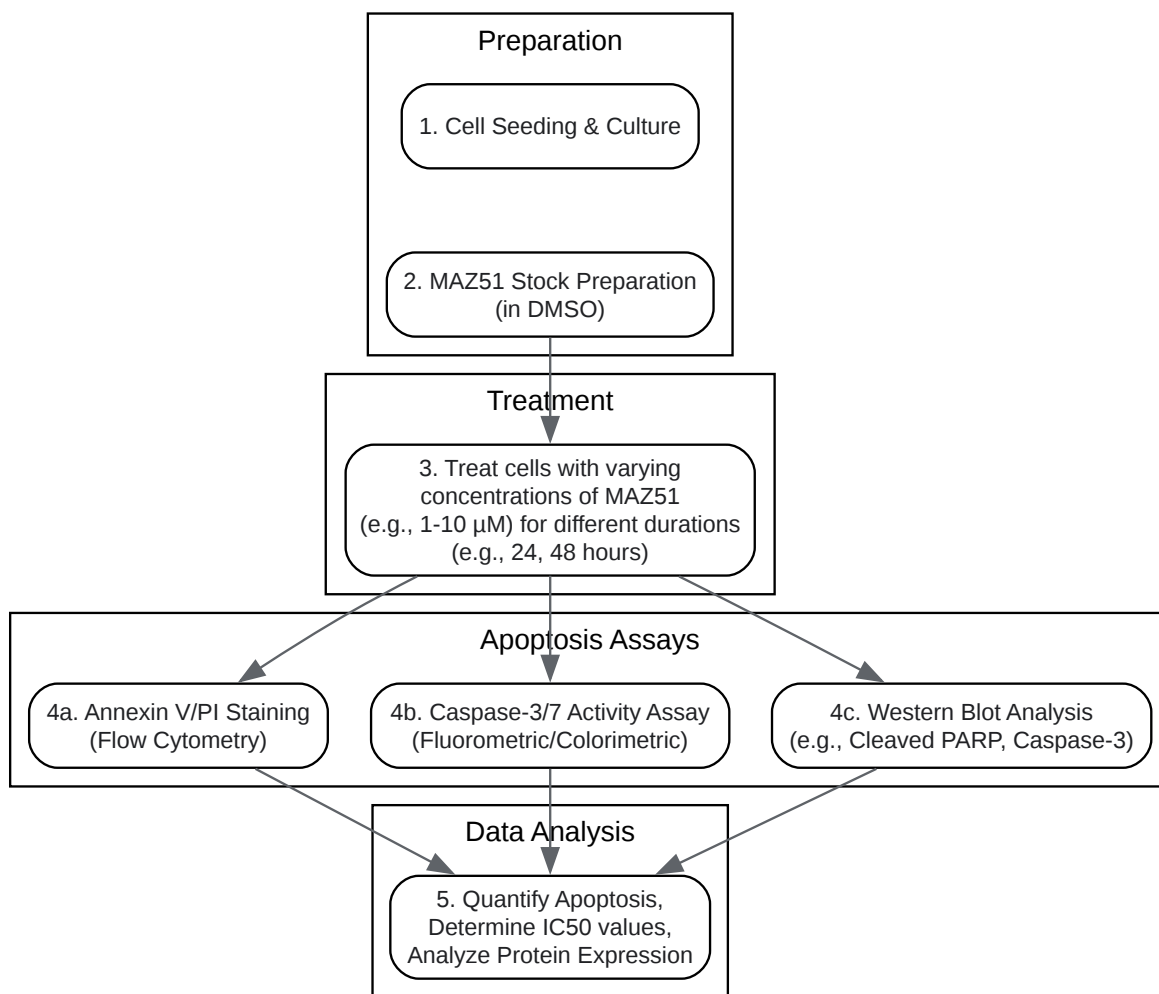 Preparation
1. Cell Seeding & Culture
2. MAZ51 Stock Preparation
(in DMSO)
Treatment
3. Treat cells with varying
concentrations of MAZ51
(e.g., 1-10 µM) for different durations
(e.g., 24, 48 hours)
Apoptosis Assays
4a. Annexin V/PI Staining
(Flow Cytometry)
4b. Caspase-3/7 Activity Assay
(Fluorometric/Colorimetric)
4c. Western Blot Analysis
(e.g., Cleaved PARP, Caspase-3)
Data Analysis
5. Quantify Apoptosis,
Determine IC50 values,
Analyze Protein Expression